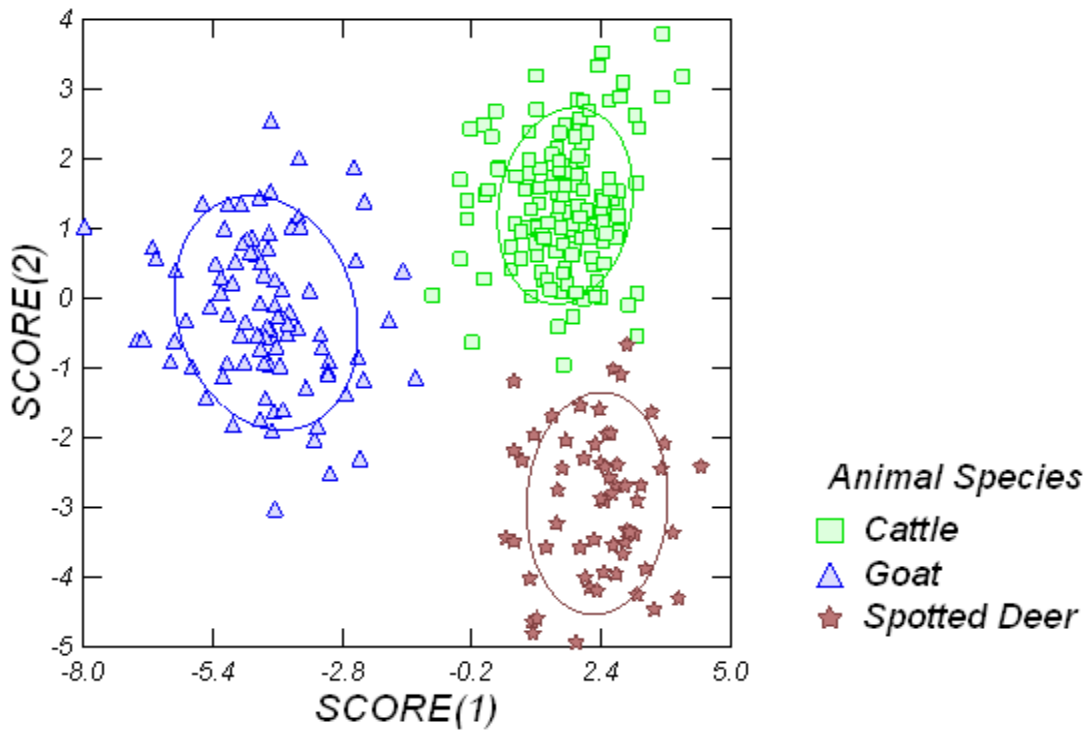 4
3
2
1
0
-1
-2
-3
-4
-5
SCORE(2)
-8.0 -5.4 -2.8 -0.2 2.4 5.0
SCORE(1)
Animal Species
Cattle
Goat
Spotted Deer